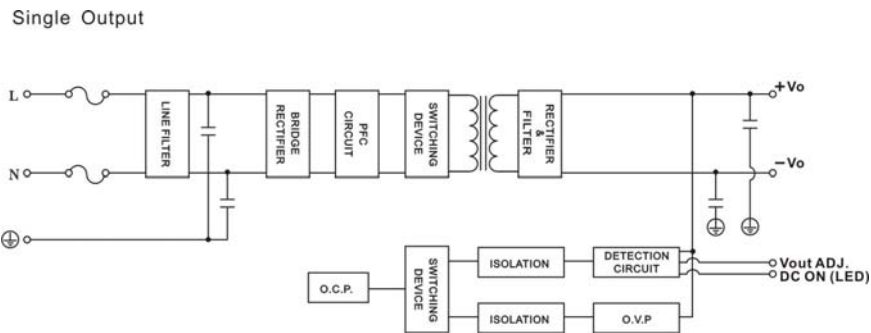 Single Output
L
N
LINE FILTER
BRIDGE
RECTIFIER
PFC
CIRCUIT
SWITCHING
DEVICE
RECTIFIER
&
FILTER
+Vo
-Vo
O.C.P.
SWITCHING
DEVICE
ISOLATION
DETECTION
CIRCUIT
Vout ADJ.
DC ON (LED)
ISOLATION
O.V.P